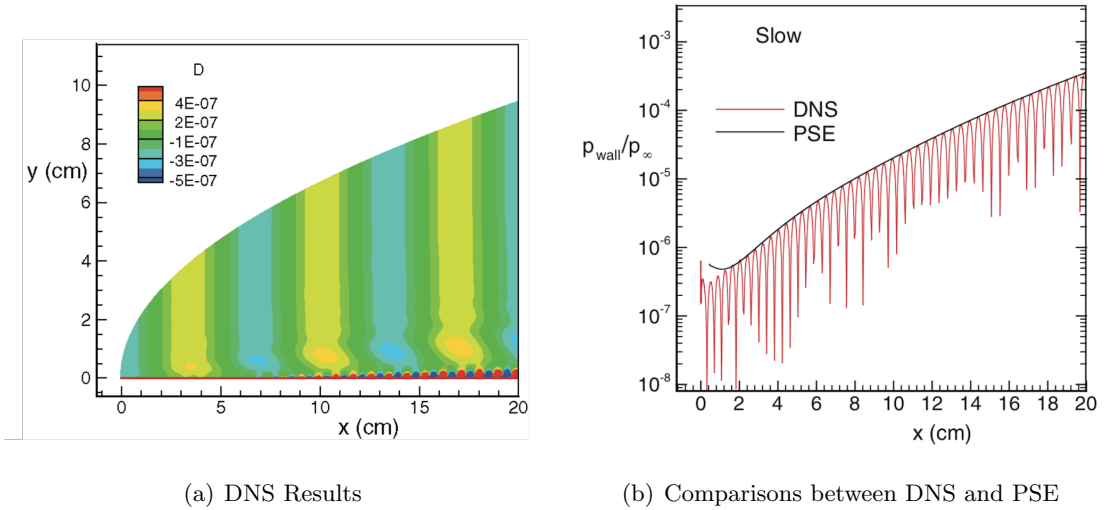 D
4E-07
2E-07
-1E-07
-3E-07
-5E-07
10
8
6
4
2
0
y (cm)
0
5
10
15
20
x (cm)
(a) DNS Results
Slow
DNS
PSE
p_wall/p_∞
10⁻³
10⁻⁴
10⁻⁵
10⁻⁶
10⁻⁷
10⁻⁸
0 2 4 6 8 10 12 14 16 18 20
x (cm)
(b) Comparisons between DNS and PSE